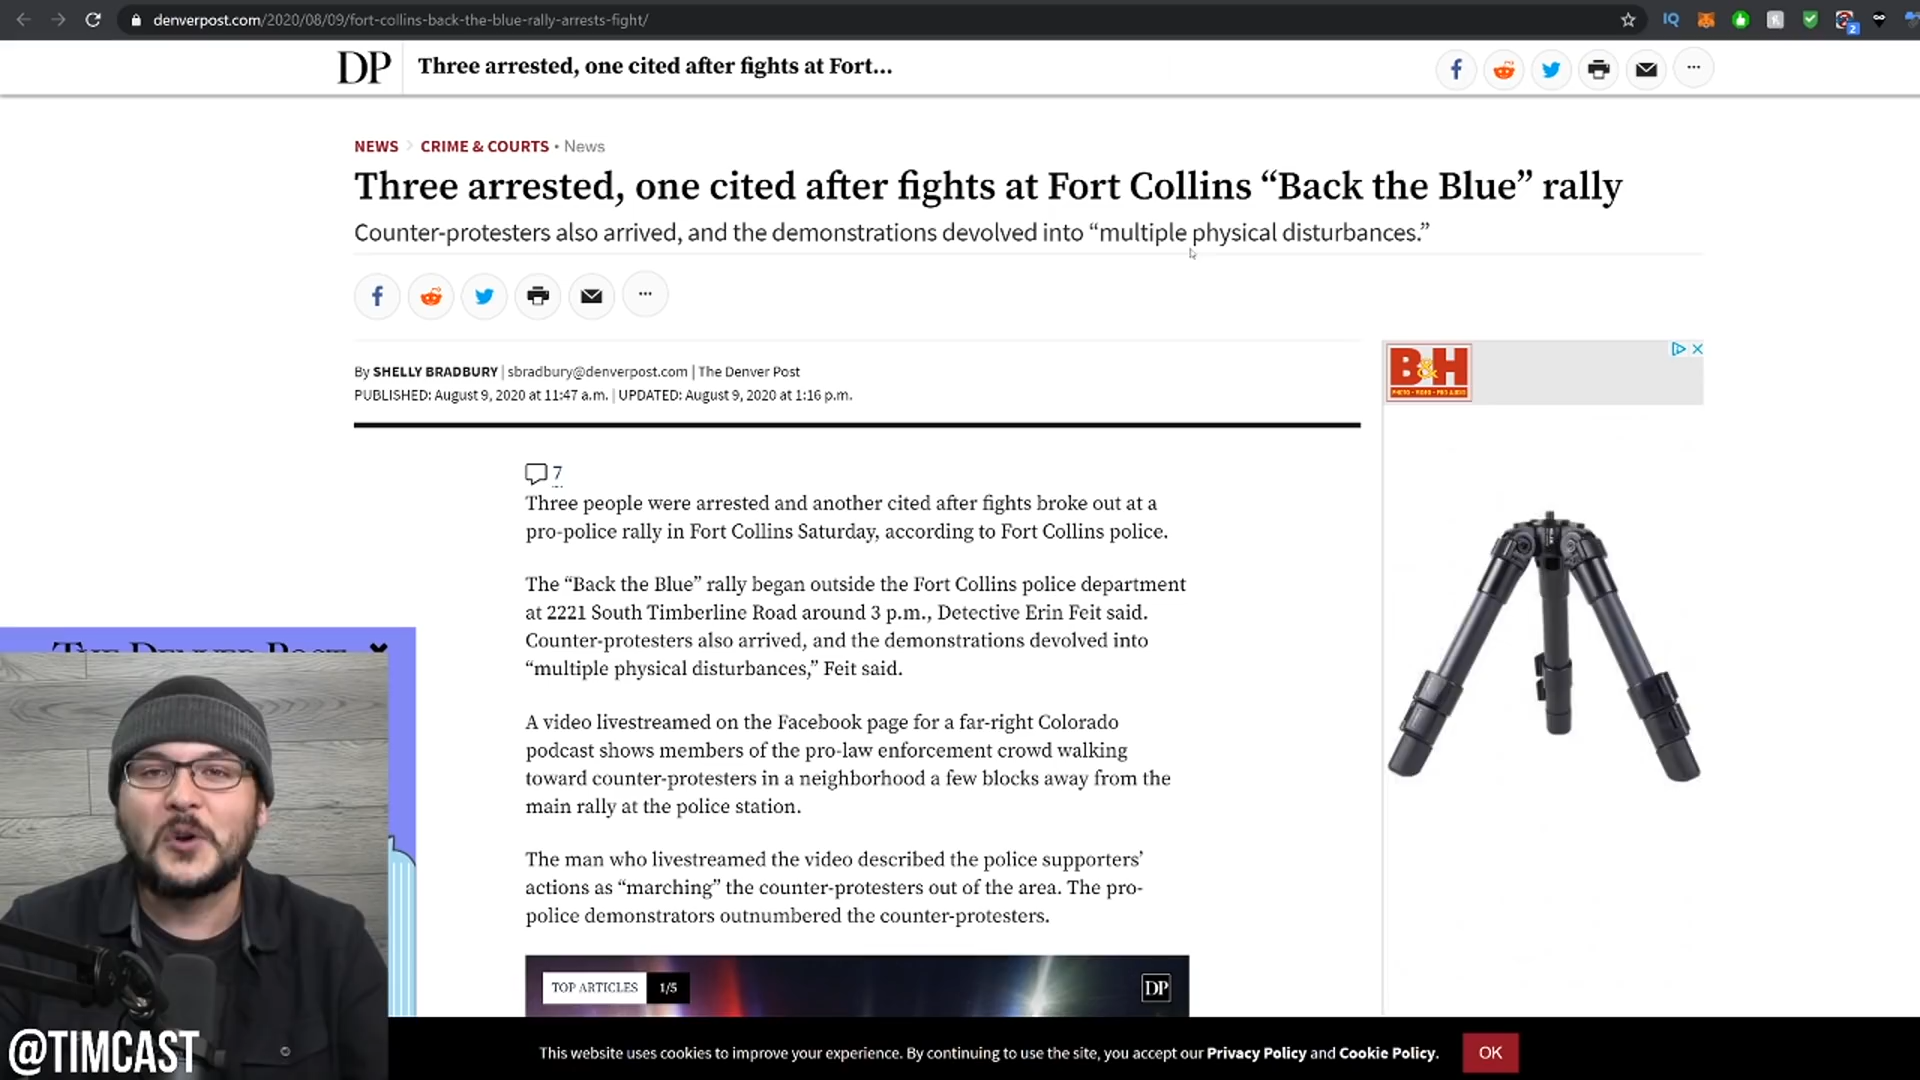 denverpost.com/2020/08/09/fort-collins-back-the-blue-rally-arrests-fight/
IQ
2
DP
Three arrested, one cited after fights at Fort...
NEWS
CRIME & COURTS • News
Three arrested, one cited after fights at Fort Collins “Back the Blue” rally
Counter-protesters also arrived, and the demonstrations devolved into “multiple physical disturbances.”
By SHELLY BRADBURY | sbradbury@denverpost.com | The Denver Post
PUBLISHED: August 9, 2020 at 11:47 a.m. | UPDATED: August 9, 2020 at 1:16 p.m.
B&H
PHOTO • VIDEO • PRO AUDIO
7
Three people were arrested and another cited after fights broke out at a
pro-police rally in Fort Collins Saturday, according to Fort Collins police.
The “Back the Blue” rally began outside the Fort Collins police department
at 2221 South Timberline Road around 3 p.m., Detective Erin Feit said.
Counter-protesters also arrived, and the demonstrations devolved into
“multiple physical disturbances,” Feit said.
A video livestreamed on the Facebook page for a far-right Colorado
podcast shows members of the pro-law enforcement crowd walking
toward counter-protesters in a neighborhood a few blocks away from the
main rally at the police station.
The man who livestreamed the video described the police supporters’
actions as “marching” the counter-protesters out of the area. The pro-
police demonstrators outnumbered the counter-protesters.
THE DENVER POST
TOP ARTICLES
1/5
DP
@TIMCAST
This website uses cookies to improve your experience. By continuing to use the site, you accept our Privacy Policy and Cookie Policy.
OK